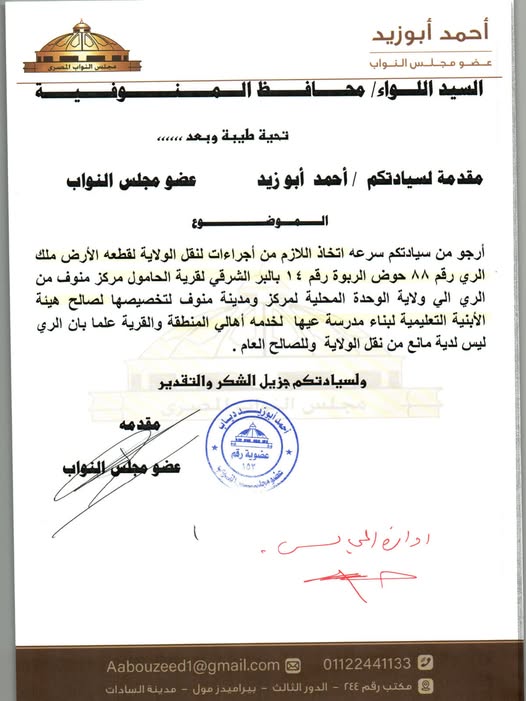 أحمد أبوزيد
عضو مجلس النواب
مجلس النواب المصرى
السيد اللواء/ محافظ المنوفية
تحية طيبة وبعد ،،،،،،
مقدمة لسيادتكم / أحمد أبو زيد عضو مجلس النواب
الموضوع
أرجو من سيادتكم سرعه اتخاذ اللازم من أجراءات لنقل الولاية لقطعه الأرض ملك
الري رقم ٨٨ حوض الربوة رقم ١٤ بالبر الشرقي لقرية الحامول مركز منوف من
الري الي ولاية الوحدة المحلية لمركز ومدينة منوف لتخصيصها لصالح هيئة
الأبنية التعليمية لبناء مدرسة عيها لخدمه أهالي المنطقة والقرية علما بان الري
ليس لدية مانع من نقل الولاية وللصالح العام .
ولسيادتكم جزيل الشكر والتقدير
مقدمه
عضو مجلس النواب
أحمد أبوزيد دياب
عضوية رقم
١٥٢
عضو مجلس النواب
مجلس النواب المصرى
01122441133
Aabouzeed1@gmail.com
مكتب رقم ٢٤٤ - الدور الثالث - بيراميدز مول - مدينة السادات